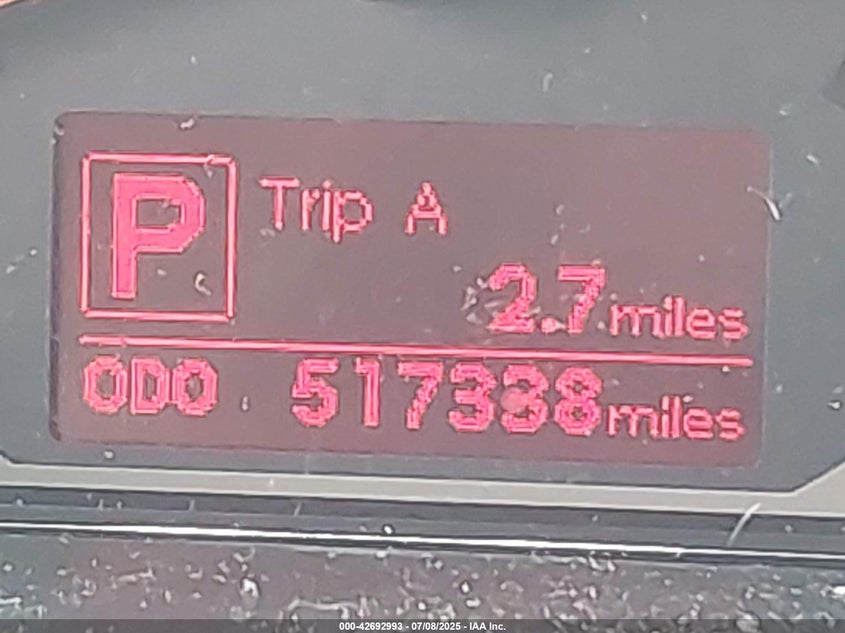 P
Trip A
2.7 miles
ODO 517338 miles
000-42692993 - 07/08/2025 - IAA Inc.